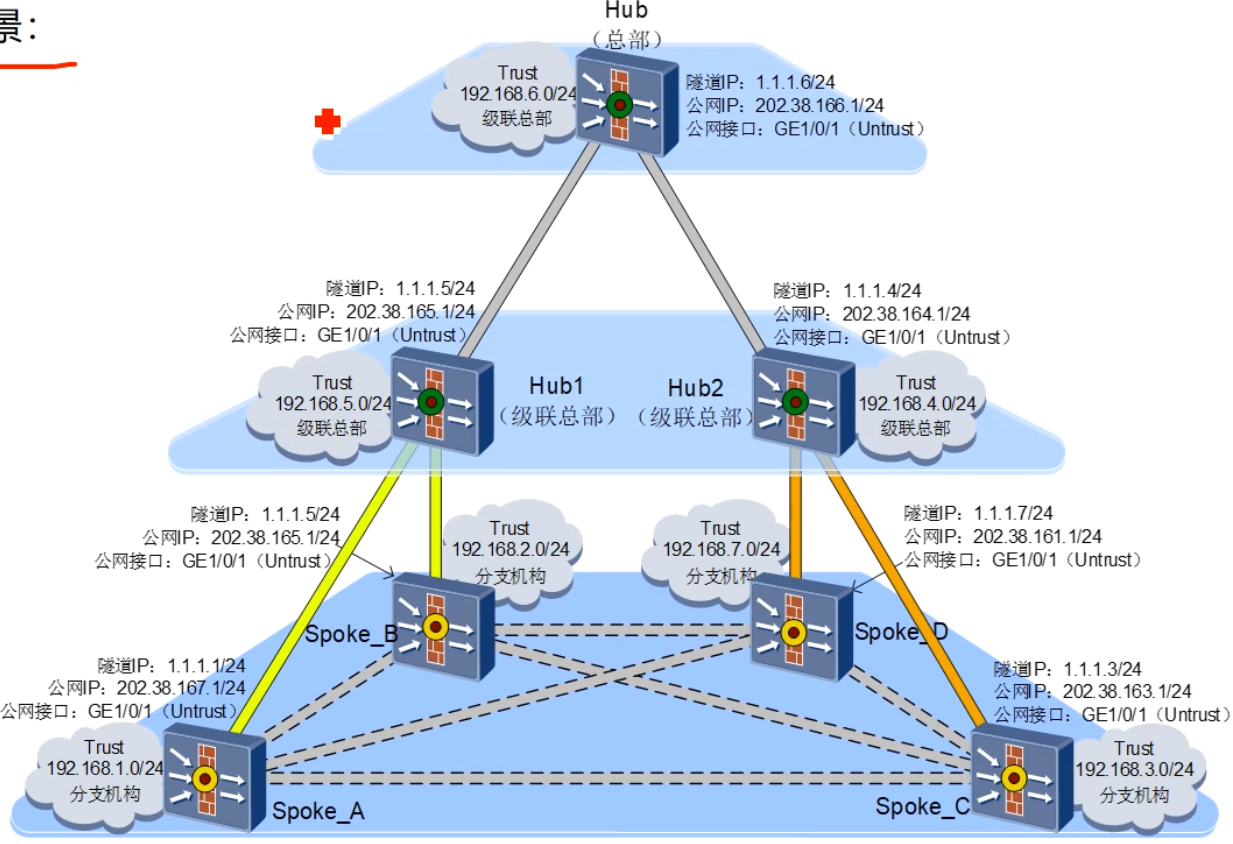 景：
Hub
（总部）
Trust
192.168.6.0/24
级联总部
隧道IP：1.1.1.6/24
公网IP：202.38.166.1/24
公网接口：GE1/0/1（Untrust）
隧道IP：1.1.1.5/24
公网IP：202.38.165.1/24
公网接口：GE1/0/1（Untrust）
隧道IP：1.1.1.4/24
公网IP：202.38.164.1/24
公网接口：GE1/0/1（Untrust）
Trust
192.168.5.0/24
级联总部
Hub1
（级联总部）
Hub2
（级联总部）
Trust
192.168.4.0/24
级联总部
隧道IP：1.1.1.5/24
公网IP：202.38.165.1/24
公网接口：GE1/0/1（Untrust）
Trust
192.168.2.0/24
分支机构
Trust
192.168.7.0/24
分支机构
隧道IP：1.1.1.7/24
公网IP：202.38.161.1/24
公网接口：GE1/0/1（Untrust）
Spoke_B
Spoke_D
隧道IP：1.1.1.1/24
公网IP：202.38.167.1/24
公网接口：GE1/0/1（Untrust）
隧道IP：1.1.1.3/24
公网IP：202.38.163.1/24
公网接口：GE1/0/1（Untrust）
Trust
192.168.1.0/24
分支机构
Spoke_A
Spoke_C
Trust
192.168.3.0/24
分支机构